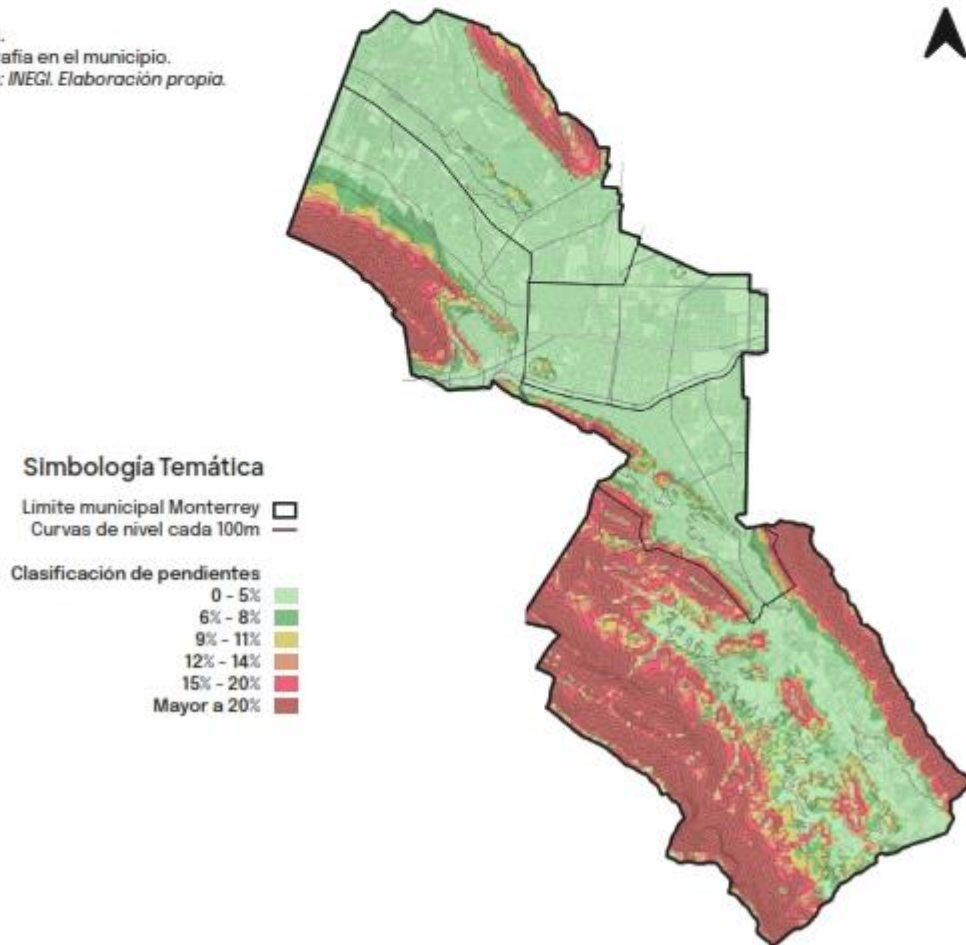 afía en el municipio.
: INEGI. Elaboración propia.
Simbología Temática
Límite municipal Monterrey
Curvas de nivel cada 100m
Clasificación de pendientes
0 - 5%
6% - 8%
9% - 11%
12% - 14%
15% - 20%
Mayor a 20%